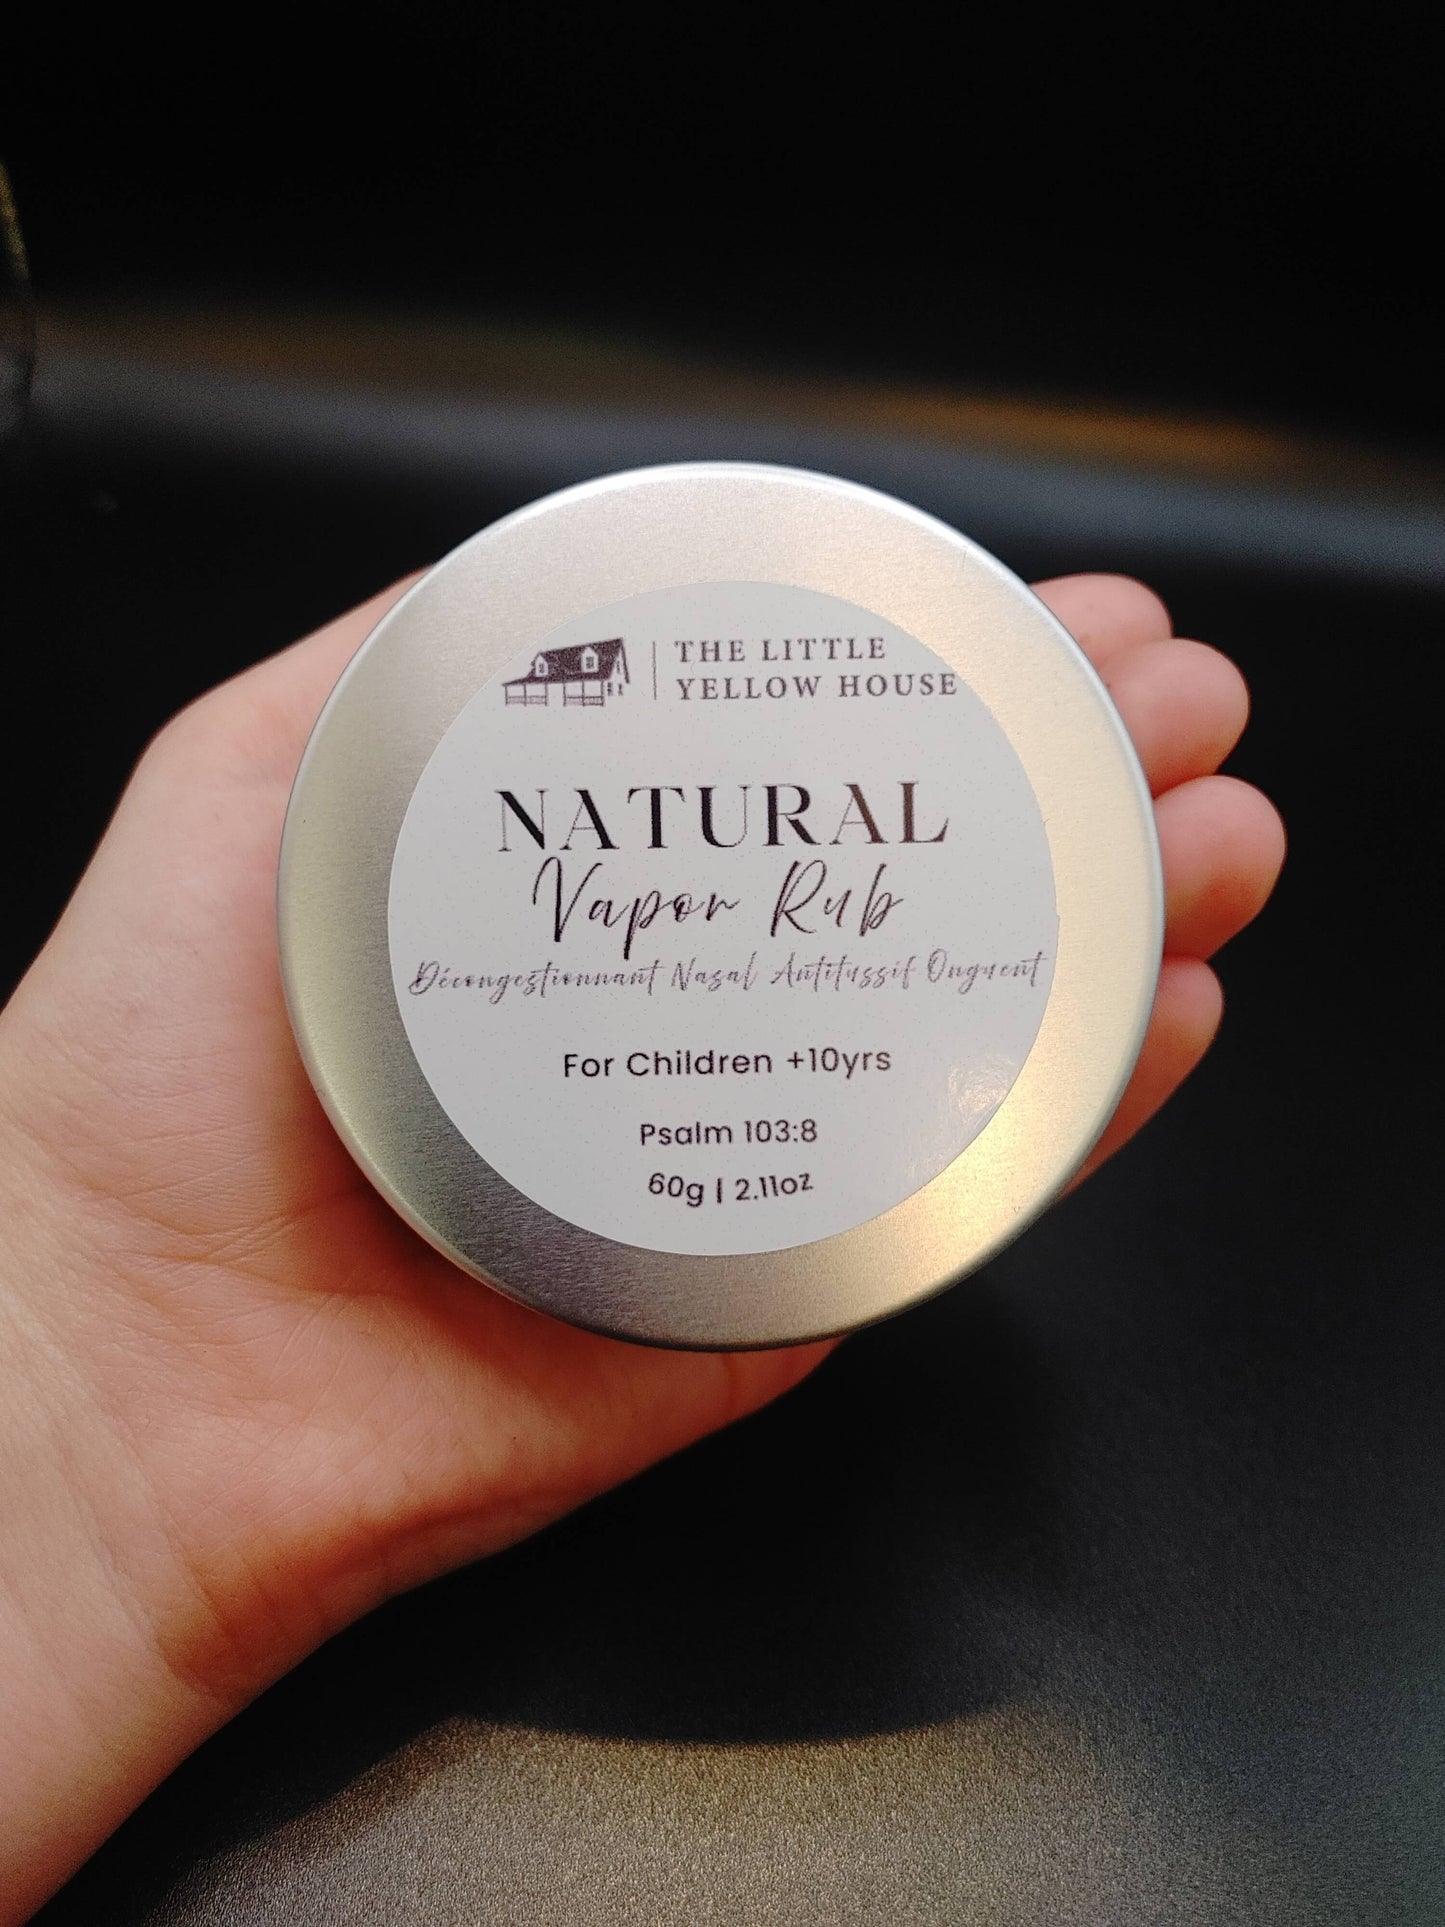 THE LITTLE
YELLOW HOUSE
NATURAL
Vapor Rub
Décongestionnant Nasal Antitussif Onguent
For Children +10yrs
Psalm 103:8
60g | 2.11oz